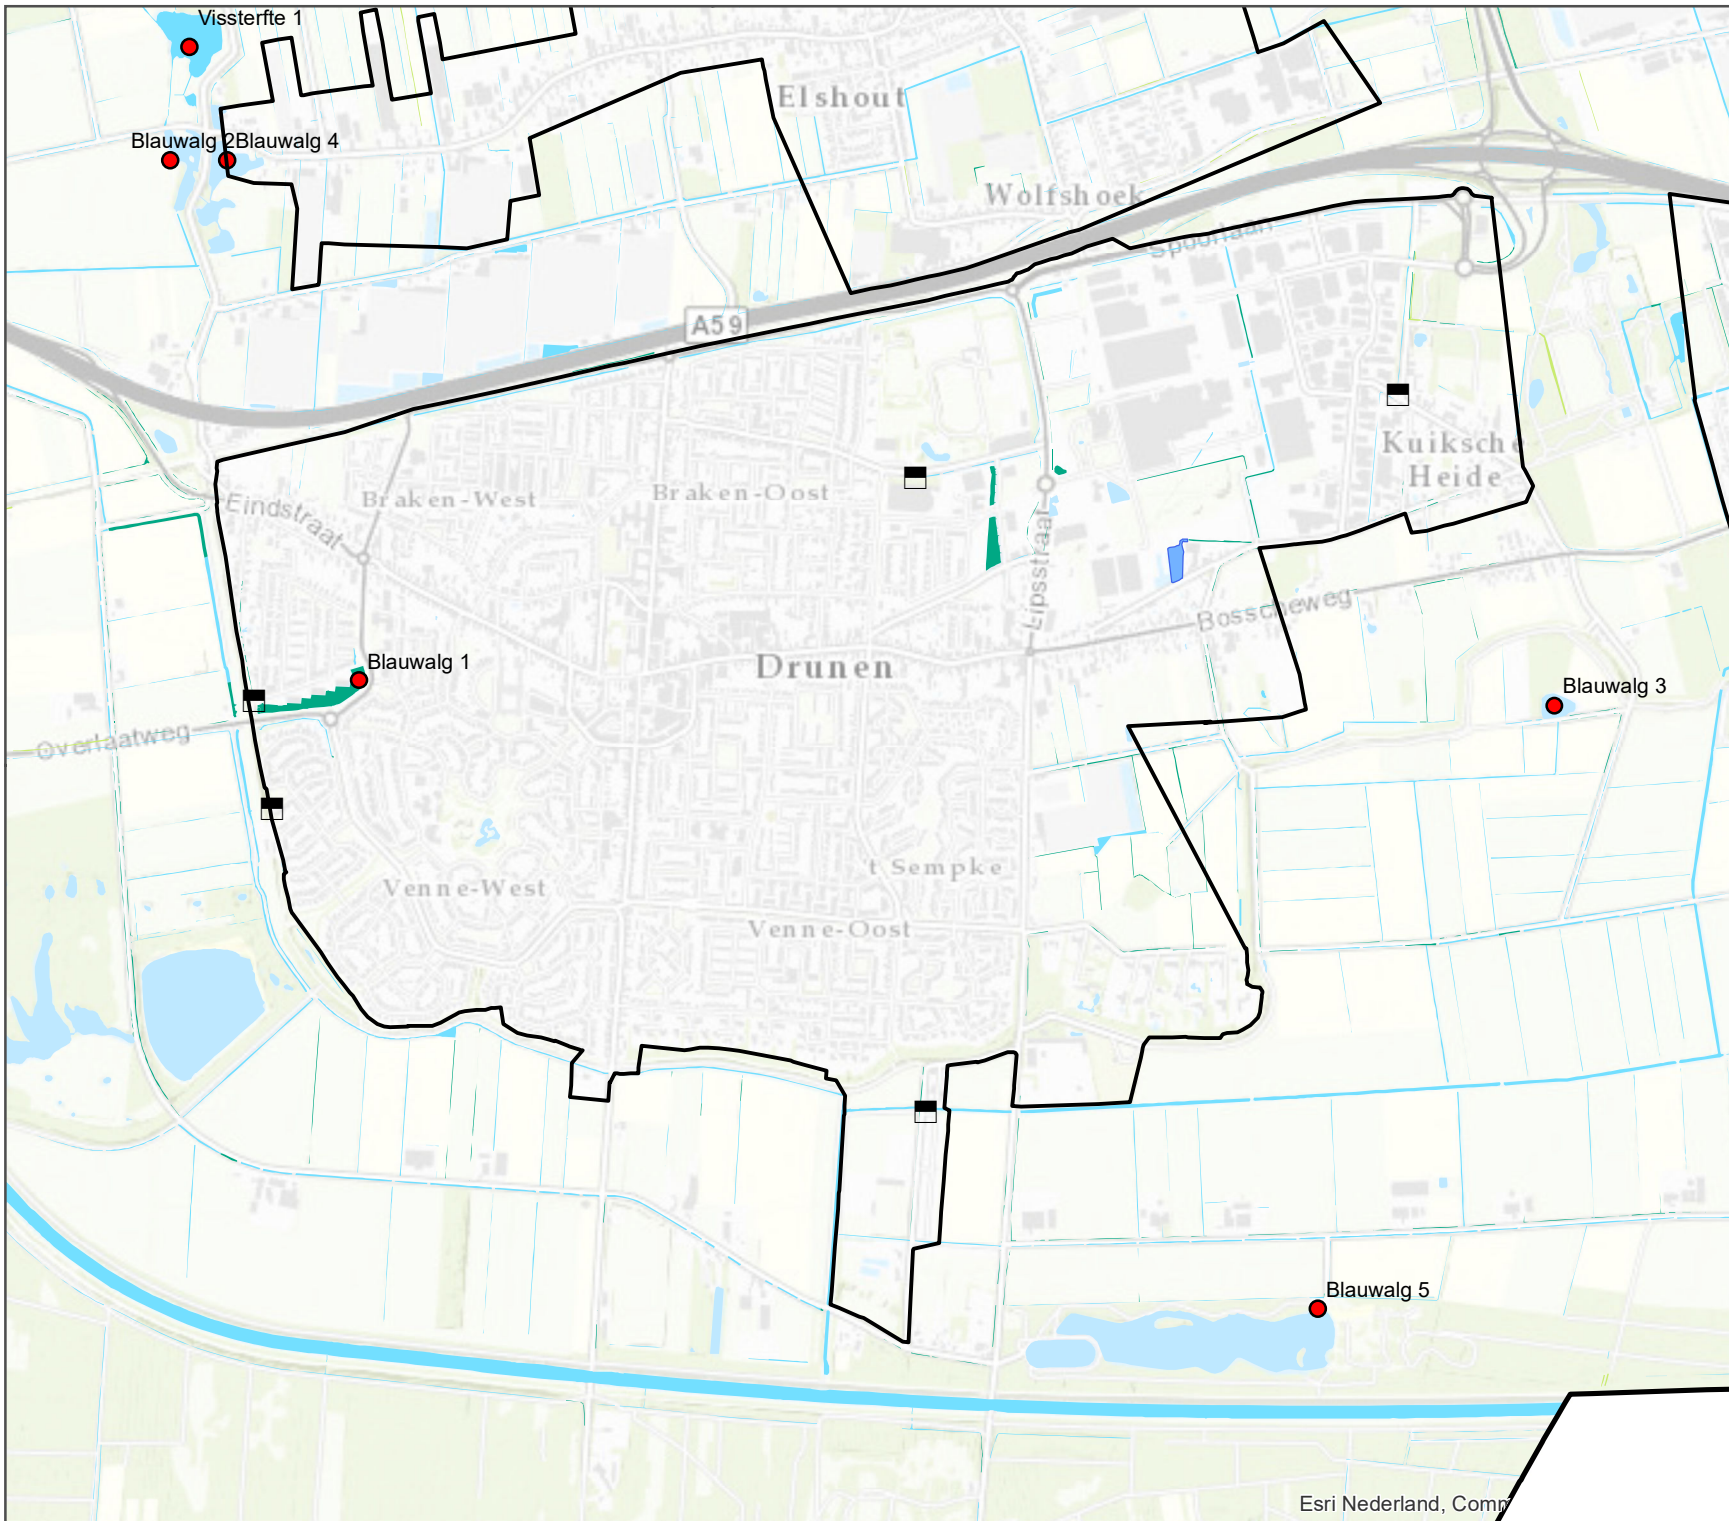 Vissterfte 1
Elshout
Blauwalg 2
Blauwalg 4
Wolfshoek
Spoorlaan
A59
Kuiksche
Heide
Braken-West
Braken-Oost
Eindstraat
Lipsstraat
Bosscheweg
Drunen
Blauwalg 1
Blauwalg 3
Overlaatweg
't Sempke
Venne-West
Venne-Oost
Blauwalg 5
Esri Nederland, Comm